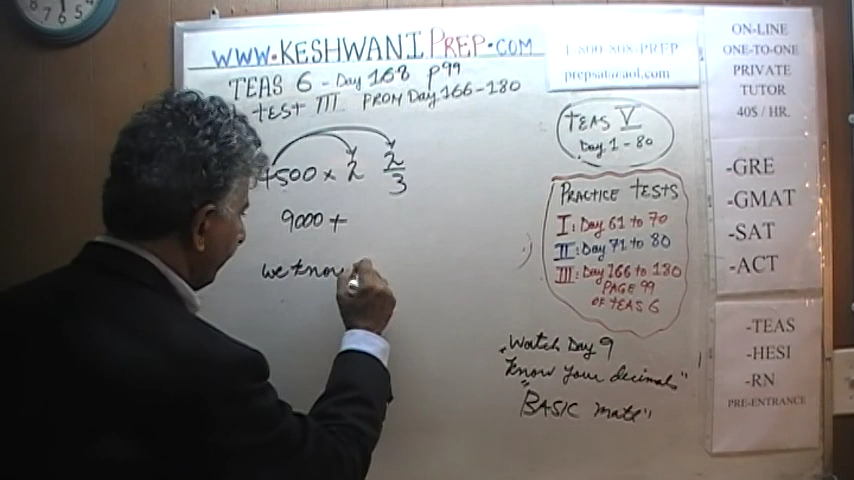 8 7 6 5
WWW.KESHWANIPREP.COM
TEAS 6 - Day 168 P99
TEST III FROM Day 166-180
4500 x 2 2/3
9000 +
we know
1-800-808-PREP
prepsat@aol.com
TEAS V
Day 1-80
PRACTICE TESTS
I: Day 61 to 70
II: Day 71 to 80
III: Day 166 to 180
PAGE 99
OF TEAS 6
Watch Day 9
"Know your decimals"
"BASIC math"
ON-LINE
ONE-TO-ONE
PRIVATE
TUTOR
40$ / HR.
-GRE
-GMAT
-SAT
-ACT
-TEAS
-HESI
-RN
PRE-ENTRANCE